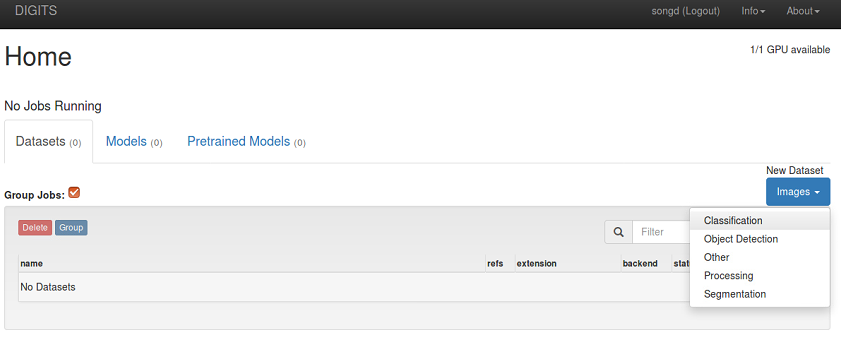 DIGITS songd (Logout) Info About
Home 1/1 GPU available
No Jobs Running
Datasets (0) Models (0) Pretrained Models (0)
New Dataset
Group Jobs: Images
Delete Group Filter
Classification
Object Detection
Other
Processing
Segmentation
name refs extension backend
No Datasets